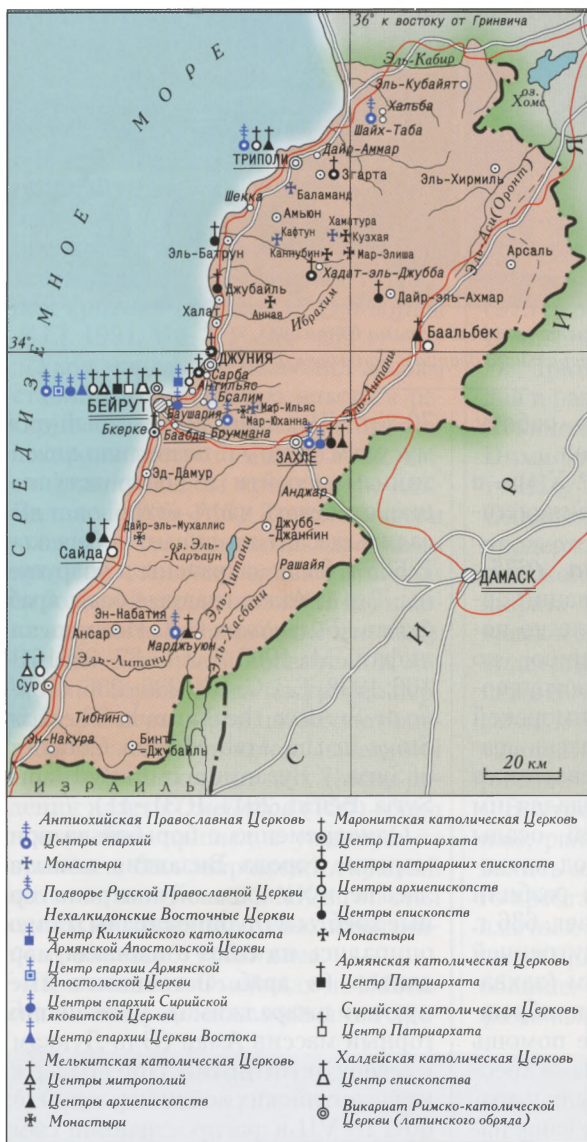 36° к востоку от Гринвича
СРЕДИЗЕМНОЕ МОРЕ
Эль-Кабир
Эль-Кубайят
оз.
Хомс
Хальба
Шайх-Таба
Дайр-Аммар
ТРИПОЛИ
Згарта
Эль-Хирмиль
Баламанд
Шекка
Амьюн
Хаматура
Кафтун
Кузхая
Эль-Аси (Оронт)
Эль-Батрун
Каннубин
Мар-Элиша
Арсаль
Хадат-эль-Джубба
Джубайль
Дайр-эль-Ахмар
Анная
Ибрахим
Халат
Баальбек
34°
ДЖУНИЯ
Сарба
Антильяс
Бсалим
Эль-Литани
БЕЙРУТ
Баушария
Мар-Ильяс
Мар-Юханна
Бкерке
Баабда
Бруммана
ЗАХЛЕ
Эд-Дамур
Анджар
Дайр-эль-Мухаллис
Джубб-
Джаннин
Сайда
оз. Эль-
Каръаун
ДАМАСК
Рашайя
Эль-Литани
Эль-Хасбани
Эн-Набатия
Ансар
Марджъуюн
Эль-Литани
Сур
Тибнин
Эн-Накура
Бинт-
Джубайль
СИРИЯ
ИЗРАИЛЬ
20 км
Антиохийская Православная Церковь
Центры епархий
Монастыри
Подворье Русской Православной Церкви
Нехалкидонские Восточные Церкви
Центр Киликийского католикосата
Армянской Апостольской Церкви
Центр епархии Армянской
Апостольской Церкви
Центры епархий Сирийской
яковитской Церкви
Центр епархии Церкви Востока
Мелькитская католическая Церковь
Центры митрополий
Центры архиепископств
Монастыри
Маронитская католическая Церковь
Центр Патриархата
Центры патриарших епископств
Центры архиепископств
Центры епископств
Монастыри
Армянская католическая Церковь
Центр Патриархата
Сирийская католическая Церковь
Центр Патриархата
Халдейская католическая Церковь
Центр епископства
Викариат Римско-католической
Церкви (латинского обряда)